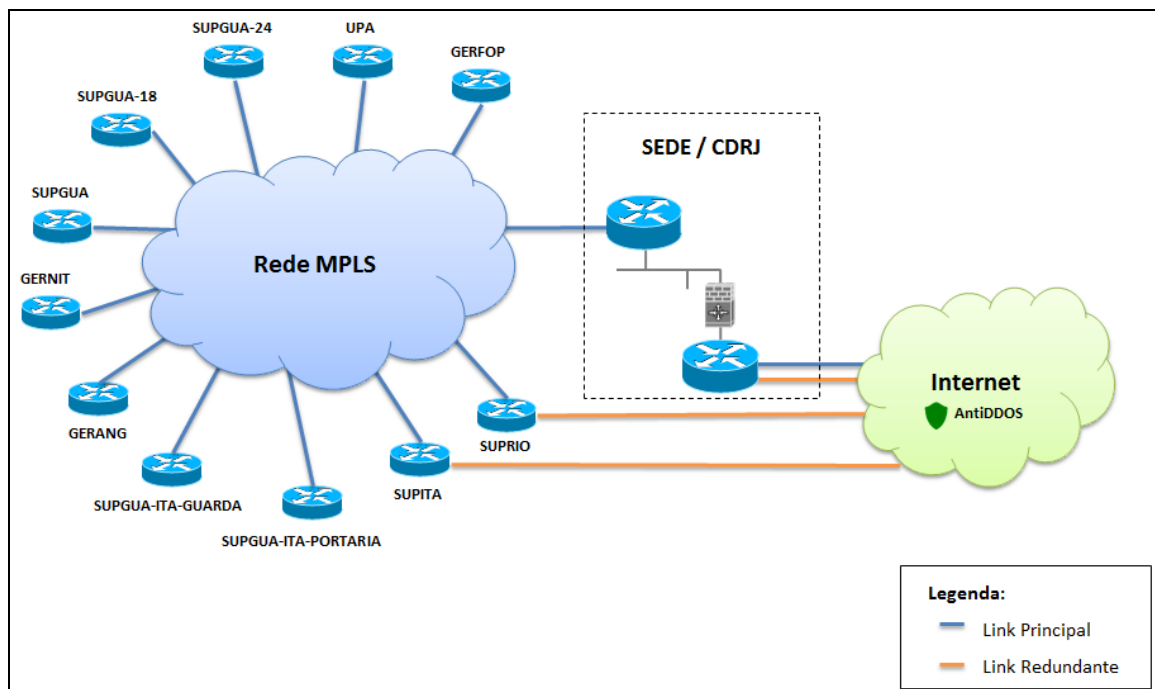 SUPGUA-24
UPA
GERFOP
SUPGUA-18
SEDE / CDRJ
SUPGUA
Rede MPLS
GERNIT
Internet
AntiDDOS
GERANG
SUPRIO
SUPITA
SUPGUA-ITA-GUARDA
SUPGUA-ITA-PORTARIA
Legenda:
Link Principal
Link Redundante